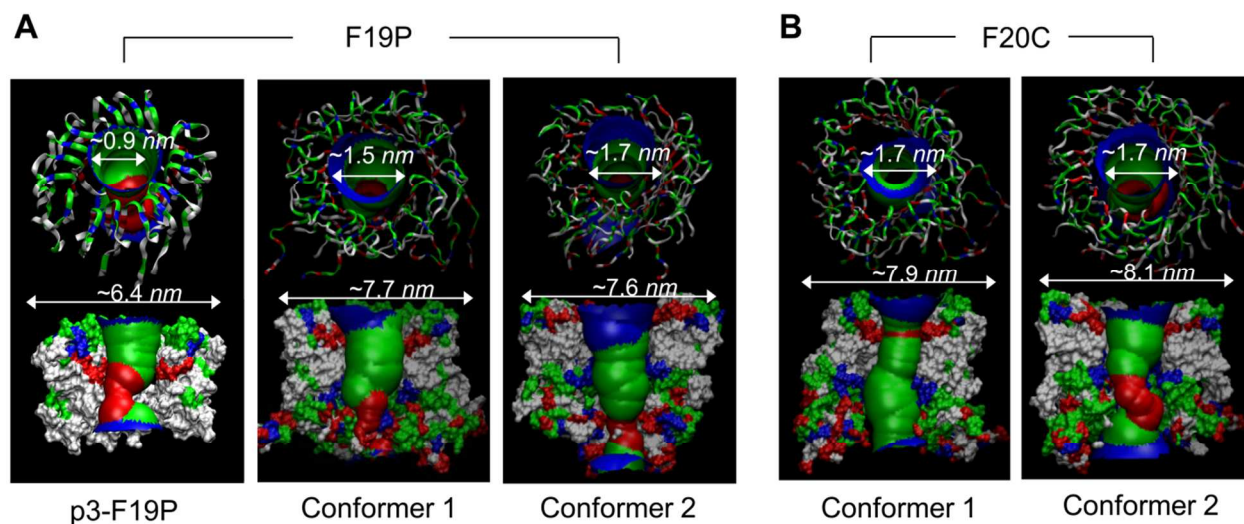 A
F19P
B
F20C
~0.9 nm
~1.5 nm
~1.7 nm
~1.7 nm
~1.7 nm
~6.4 nm
~7.7 nm
~7.6 nm
~7.9 nm
~8.1 nm
p3-F19P
Conformer 1
Conformer 2
Conformer 1
Conformer 2